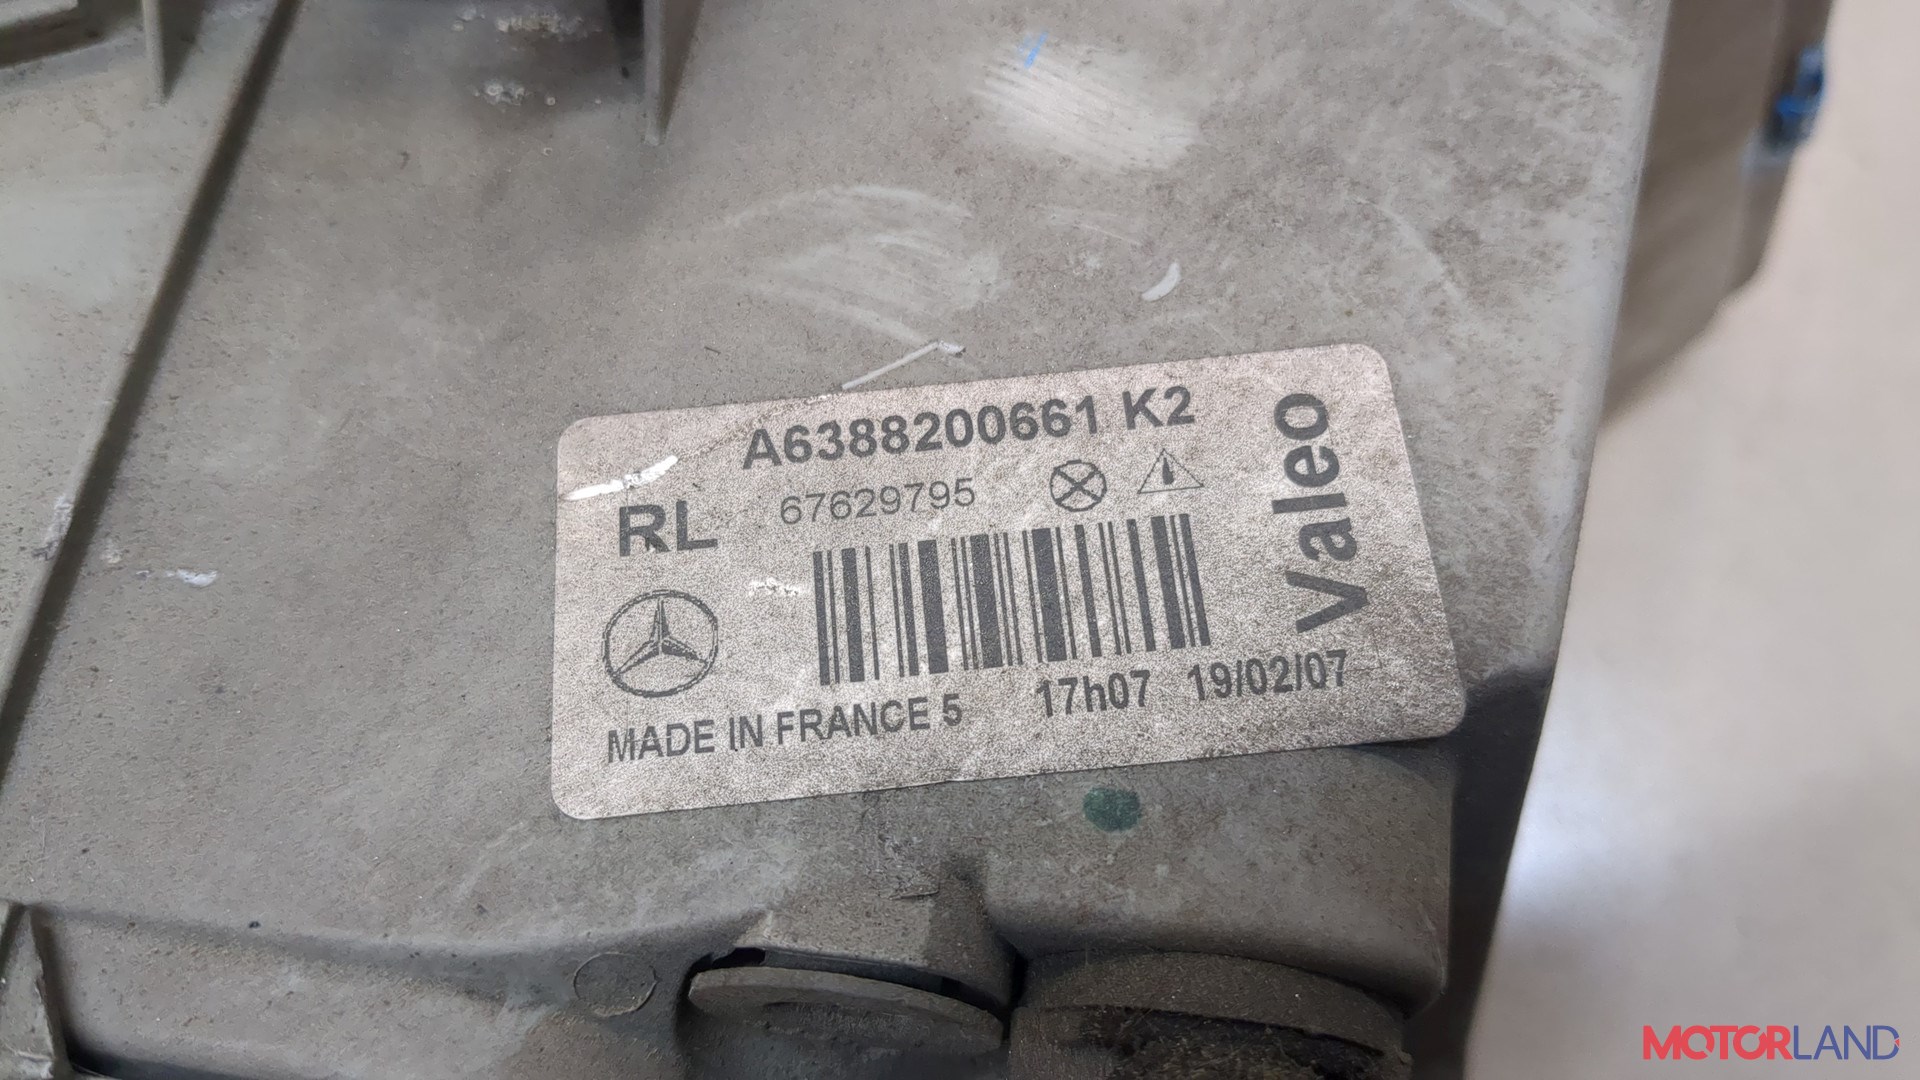 A6388200661 K2
RL
67629795
Valeo
MADE IN FRANCE 5 17h07 19/02/07
MOTORLAND